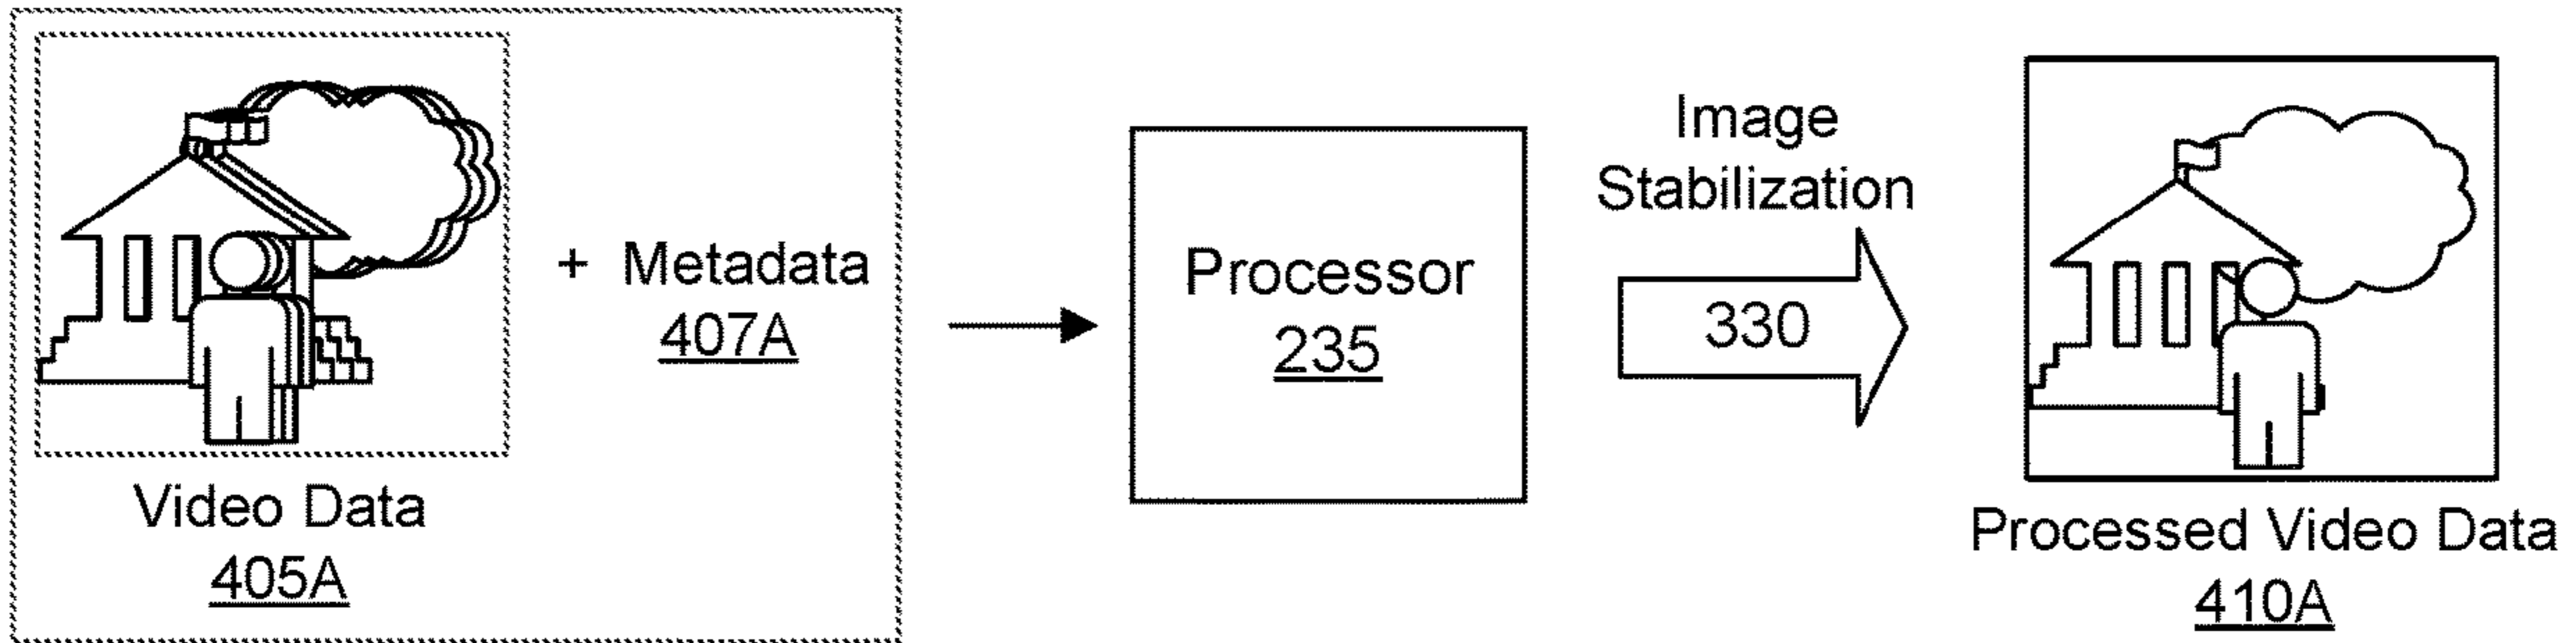 Video Data
405A
+ Metadata
407A
Processor
235
Image
Stabilization
330
Processed Video Data
410A